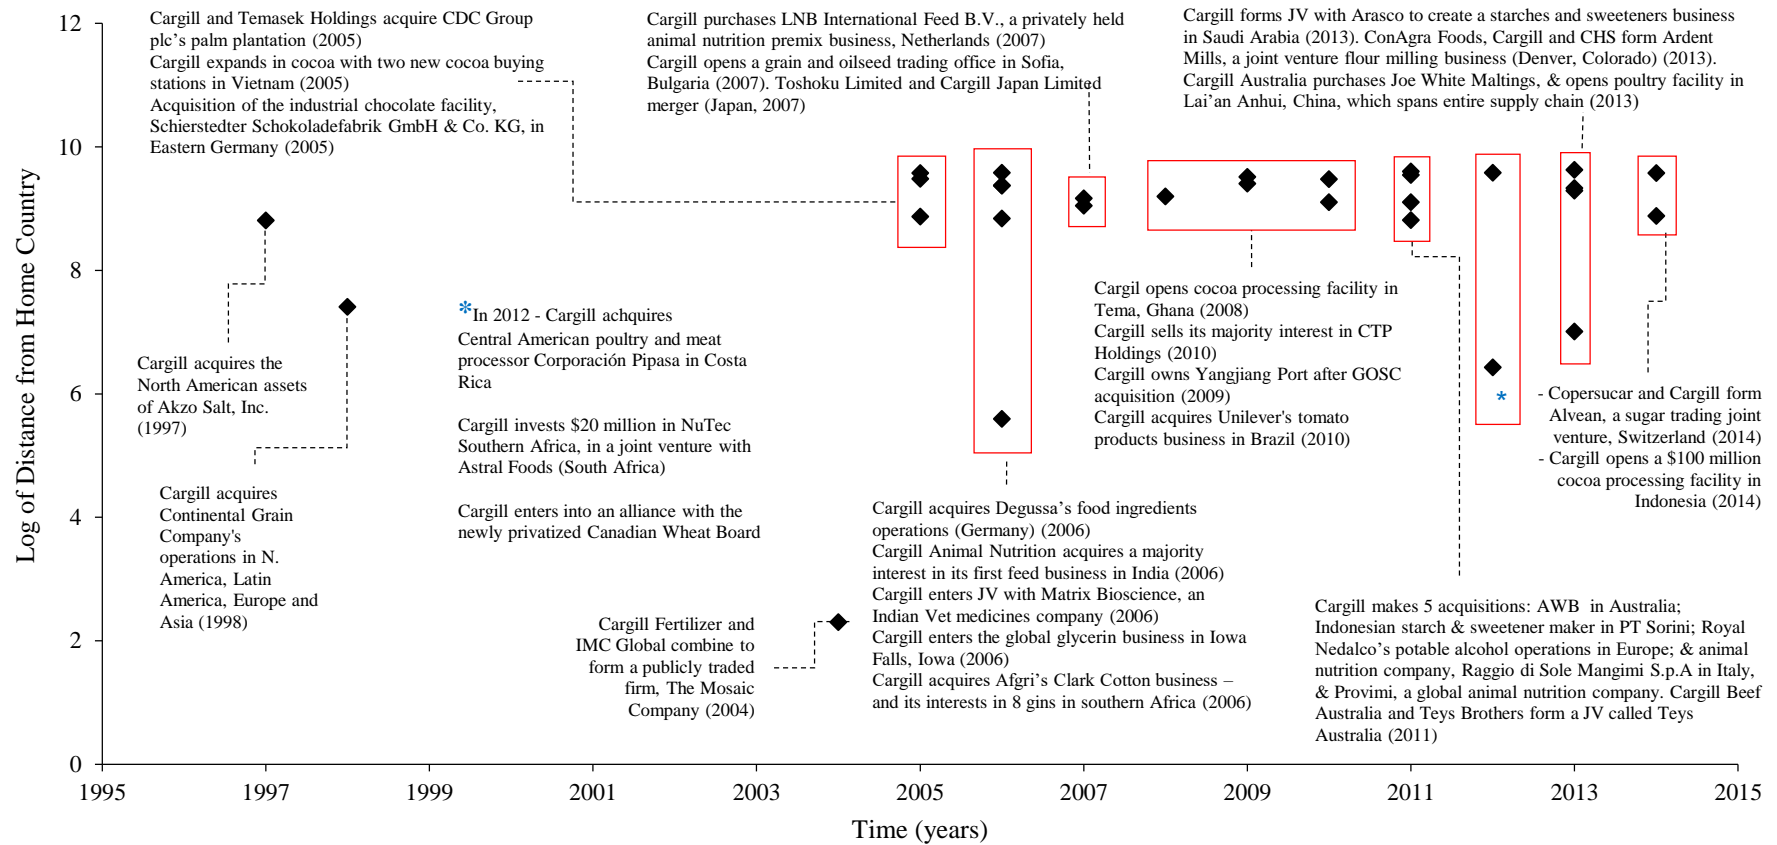 Cargill and Temasek Holdings acquire CDC Group
plc’s palm plantation (2005)
Cargill expands in cocoa with two new cocoa buying
stations in Vietnam (2005)
Acquisition of the industrial chocolate facility,
Schierstedter Schokoladefabrik GmbH & Co. KG, in
Eastern Germany (2005)
Cargill purchases LNB International Feed B.V., a privately held
animal nutrition premix business, Netherlands (2007)
Cargill opens a grain and oilseed trading office in Sofia,
Bulgaria (2007). Toshoku Limited and Cargill Japan Limited
merger (Japan, 2007)
Cargill forms JV with Arasco to create a starches and sweeteners business
in Saudi Arabia (2013). ConAgra Foods, Cargill and CHS form Ardent
Mills, a joint venture flour milling business (Denver, Colorado) (2013).
Cargill Australia purchases Joe White Maltings, & opens poultry facility in
Lai’an Anhui, China, which spans entire supply chain (2013)
12
10
8
6
4
2
0
Log of Distance from Home Country
Cargill acquires the
North American assets
of Akzo Salt, Inc.
(1997)
Cargill acquires
Continental Grain
Company's
operations in N.
America, Latin
America, Europe and
Asia (1998)
*In 2012 - Cargill achquires
Central American poultry and meat
processor Corporación Pipasa in Costa
Rica
Cargill invests $20 million in NuTec
Southern Africa, in a joint venture with
Astral Foods (South Africa)
Cargill enters into an alliance with the
newly privatized Canadian Wheat Board
Cargill Fertilizer and
IMC Global combine to
form a publicly traded
firm, The Mosaic
Company (2004)
Cargill acquires Degussa’s food ingredients
operations (Germany) (2006)
Cargill Animal Nutrition acquires a majority
interest in its first feed business in India (2006)
Cargill enters JV with Matrix Bioscience, an
Indian Vet medicines company (2006)
Cargill enters the global glycerin business in Iowa
Falls, Iowa (2006)
Cargill acquires Afgri’s Clark Cotton business –
and its interests in 8 gins in southern Africa (2006)
Cargil opens cocoa processing facility in
Tema, Ghana (2008)
Cargill sells its majority interest in CTP
Holdings (2010)
Cargill owns Yangjiang Port after GOSC
acquisition (2009)
Cargill acquires Unilever's tomato
products business in Brazil (2010)
*
- Copersucar and Cargill form
Alvean, a sugar trading joint
venture, Switzerland (2014)
- Cargill opens a $100 million
cocoa processing facility in
Indonesia (2014)
Cargill makes 5 acquisitions: AWB in Australia;
Indonesian starch & sweetener maker in PT Sorini; Royal
Nedalco’s potable alcohol operations in Europe; & animal
nutrition company, Raggio di Sole Mangimi S.p.A in Italy,
& Provimi, a global animal nutrition company. Cargill Beef
Australia and Teys Brothers form a JV called Teys
Australia (2011)
1995 1997 1999 2001 2003 2005 2007 2009 2011 2013 2015
Time (years)